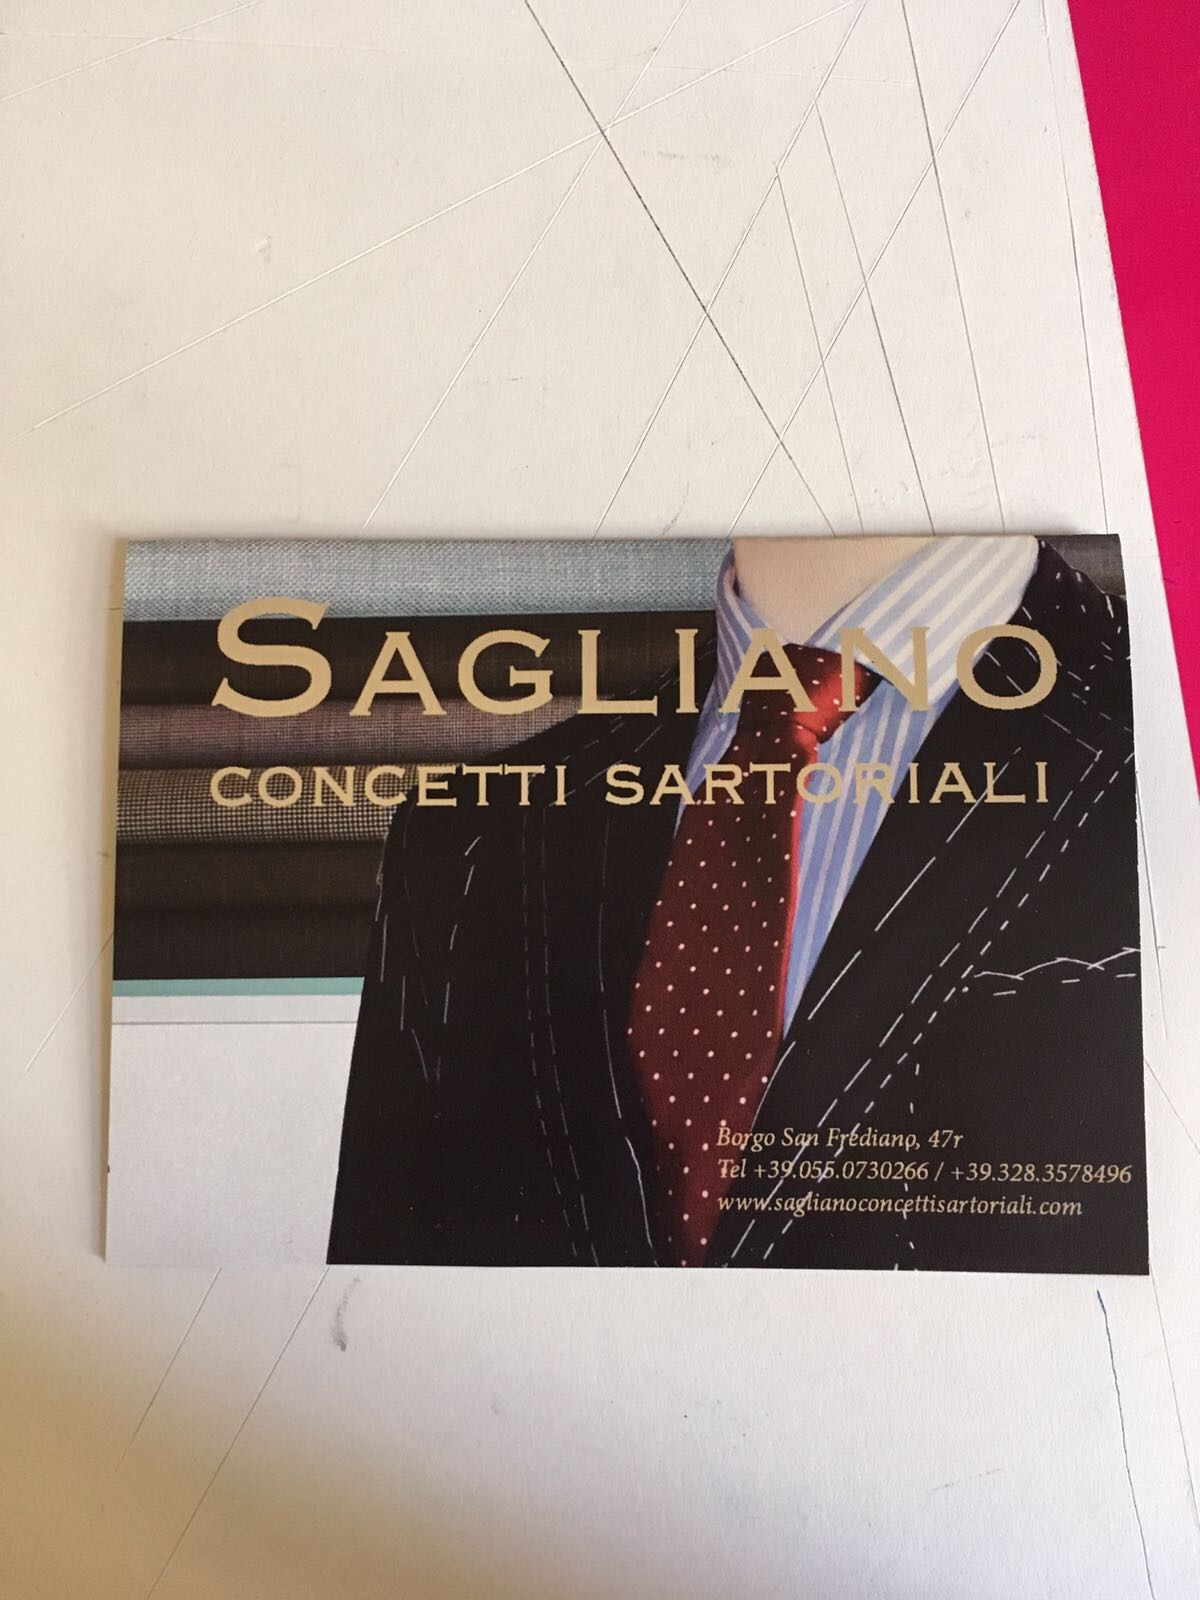 SAGLIANO
CONCETTI SARTORIALI
Borgo San Frediano, 47r
Tel +39.055.0730266 / +39.328.3578496
www.saglianoconcettisartoriali.com